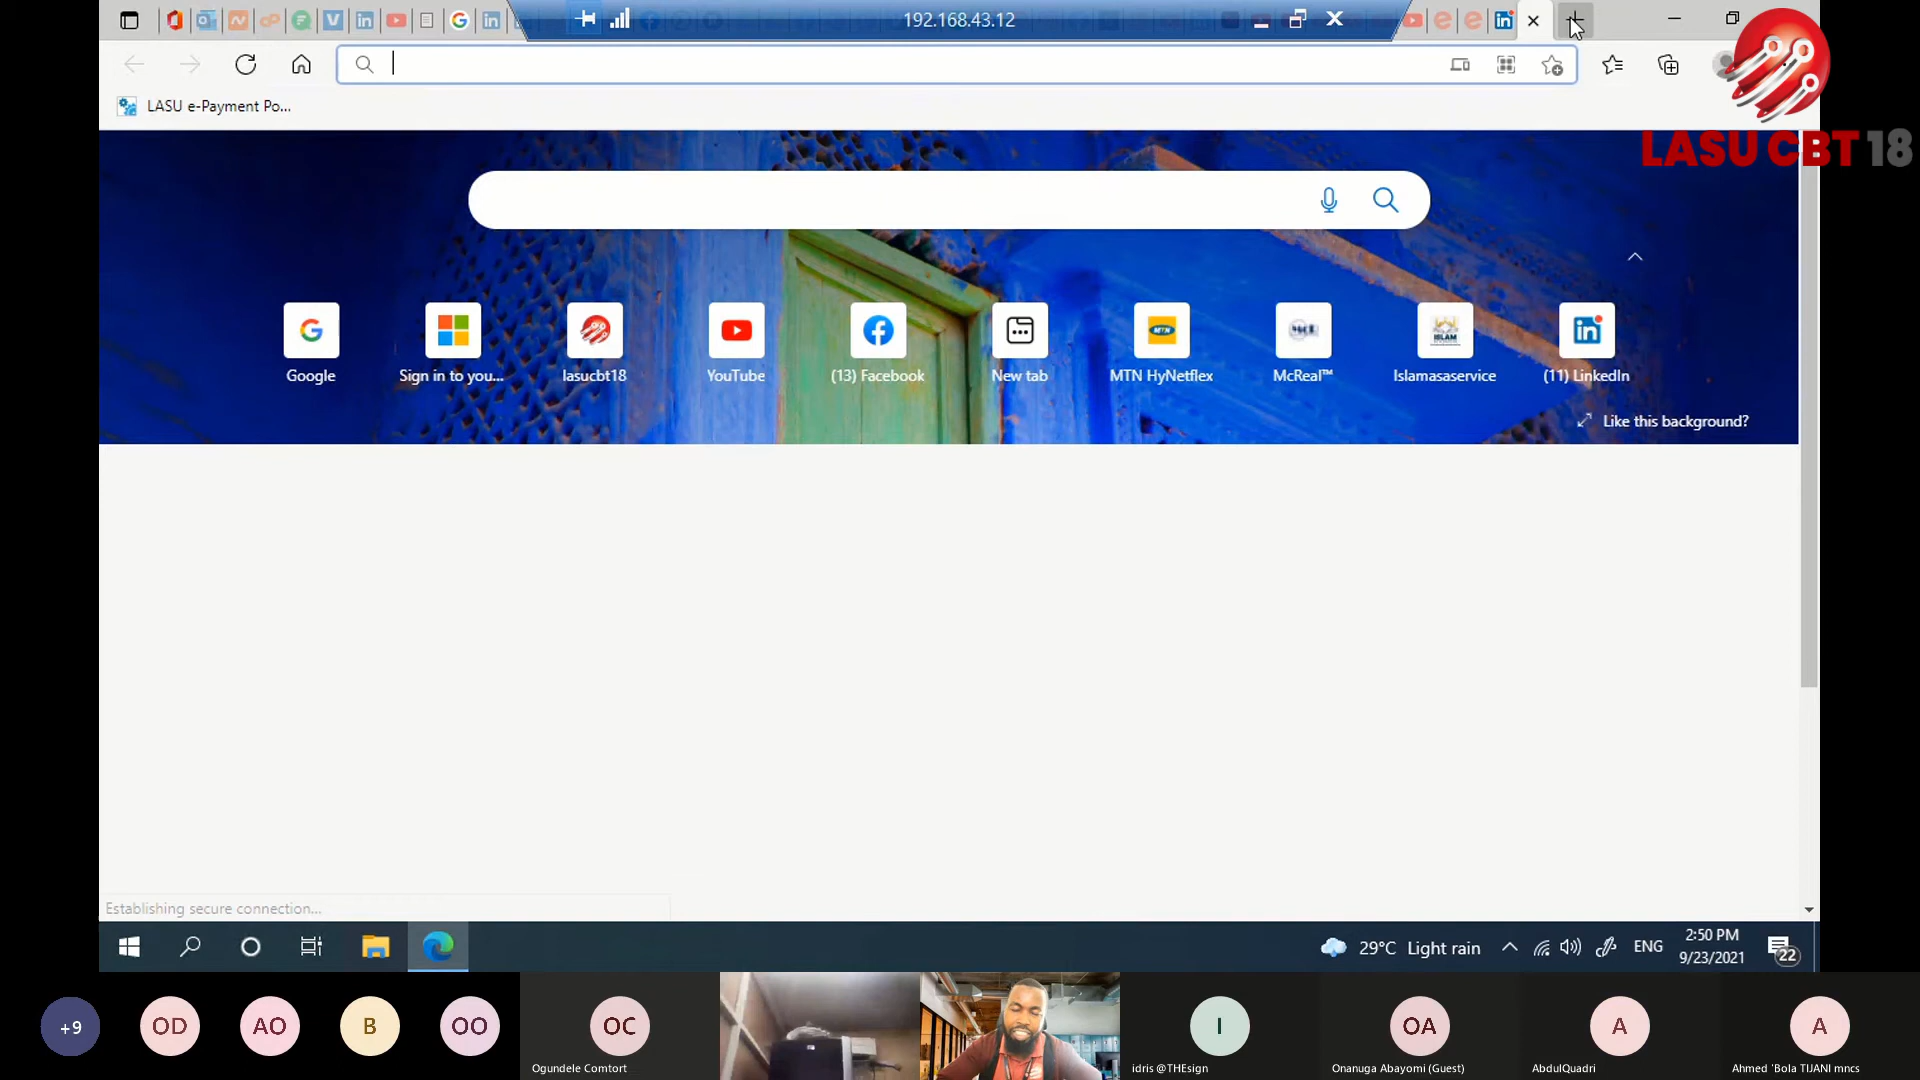 192.168.43.12
LASU e-Payment Po...
LASU CBT 18
Google
Sign in to you...
lasucbt18
YouTube
(13) Facebook
New tab
MTN HyNetflex
McReal™
Islamasaservice
(11) LinkedIn
Like this background?
Establishing secure connection...
29°C Light rain
ENG
2:50 PM
9/23/2021
22
+9
OD
AO
B
OO
OC
I
OA
A
A
Ogundele Comfort
idris @THEsign
Onanuga Abayomi (Guest)
AbdulQuadri
Ahmed 'Bola TIJANI mncs